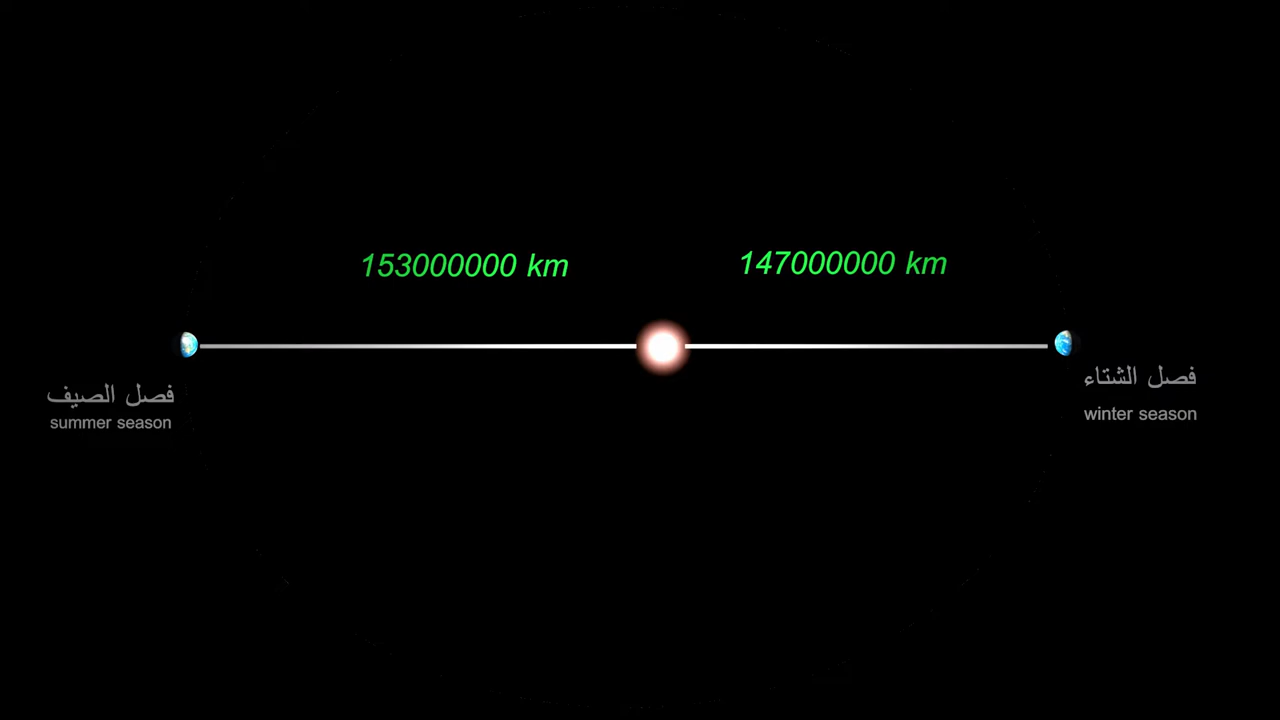 153000000 km
147000000 km
فصل الصيف
summer season
فصل الشتاء
winter season